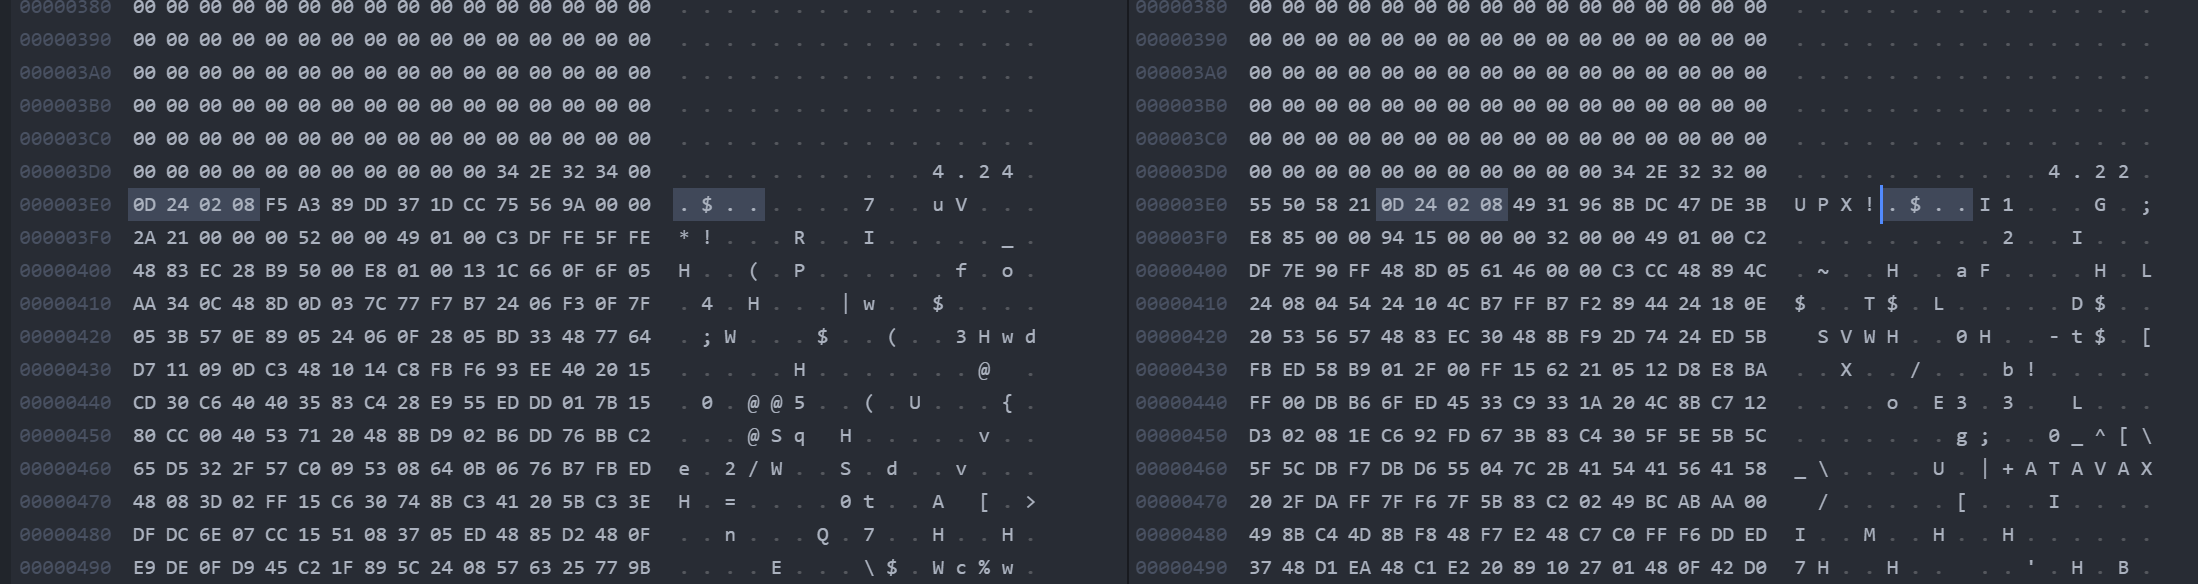 00000380 00 00 00 00 00 00 00 00 00 00 00 00 00 00 00 00 . . . . . . . . . . . . . . . . 00000380 00 00 00 00 00 00 00 00 00 00 00 00 00 00 00 00 . . . . . . . . . . . . . . . .
00000390 00 00 00 00 00 00 00 00 00 00 00 00 00 00 00 00 . . . . . . . . . . . . . . . . 00000390 00 00 00 00 00 00 00 00 00 00 00 00 00 00 00 00 . . . . . . . . . . . . . . . .
000003A0 00 00 00 00 00 00 00 00 00 00 00 00 00 00 00 00 . . . . . . . . . . . . . . . . 000003A0 00 00 00 00 00 00 00 00 00 00 00 00 00 00 00 00 . . . . . . . . . . . . . . . .
000003B0 00 00 00 00 00 00 00 00 00 00 00 00 00 00 00 00 . . . . . . . . . . . . . . . . 000003B0 00 00 00 00 00 00 00 00 00 00 00 00 00 00 00 00 . . . . . . . . . . . . . . . .
000003C0 00 00 00 00 00 00 00 00 00 00 00 00 00 00 00 00 . . . . . . . . . . . . . . . . 000003C0 00 00 00 00 00 00 00 00 00 00 00 00 00 00 00 00 . . . . . . . . . . . . . . . .
000003D0 00 00 00 00 00 00 00 00 00 00 00 34 2E 32 34 00 . . . . . . . . . . . 4 . 2 4 . 000003D0 00 00 00 00 00 00 00 00 00 00 00 34 2E 32 32 00 . . . . . . . . . . . 4 . 2 2 .
000003E0 0D 24 02 08 F5 A3 89 DD 37 1D CC 75 56 9A 00 00 . $ . . . . . . 7 . . u V . . . 000003E0 55 50 58 21 0D 24 02 08 49 31 96 8B DC 47 DE 3B U P X ! . $ . . I 1 . . . G . ;
000003F0 2A 21 00 00 00 52 00 00 49 01 00 C3 DF FE 5F FE * ! . . . R . . I . . . . . _ . 000003F0 E8 85 00 00 94 15 00 00 00 32 00 00 49 01 00 C2 . . . . . . . . . 2 . . I . . .
00000400 48 83 EC 28 B9 50 00 E8 01 00 13 1C 66 0F 6F 05 H . . ( . P . . . . . . f . o . 00000400 DF 7E 90 FF 48 8D 05 61 46 00 00 C3 CC 48 89 4C . ~ . . H . . a F . . . . H . L
00000410 AA 34 0C 48 8D 0D 03 7C 77 F7 B7 24 06 F3 0F 7F . 4 . H . . . | w . . $ . . . . 00000410 24 08 04 54 24 10 4C B7 FF B7 F2 89 44 24 18 0E $ . . T $ . L . . . . . D $ . .
00000420 05 3B 57 0E 89 05 24 06 0F 28 05 BD 33 48 77 64 . ; W . . . $ . . ( . . 3 H w d 00000420 20 53 56 57 48 83 EC 30 48 8B F9 2D 74 24 ED 5B S V W H . . 0 H . . - t $ . [
00000430 D7 11 09 0D C3 48 10 14 C8 FB F6 93 EE 40 20 15 . . . . . H . . . . . . . @ . 00000430 FB ED 58 B9 01 2F 00 FF 15 62 21 05 12 D8 E8 BA . . X . . / . . . b ! . . . . .
00000440 CD 30 C6 40 40 35 83 C4 28 E9 55 ED DD 01 7B 15 . 0 . @ @ 5 . . ( . U . . . { . 00000440 FF 00 DB B6 6F ED 45 33 C9 33 1A 20 4C 8B C7 12 . . . . o . E 3 . 3 . L . . .
00000450 80 CC 00 40 53 71 20 48 8B D9 02 B6 DD 76 BB C2 . . . @ S q H . . . . . v . . 00000450 D3 02 08 1E C6 92 FD 67 3B 83 C4 30 5F 5E 5B 5C . . . . . . . g ; . . 0 _ ^ [ \
00000460 65 D5 32 2F 57 C0 09 53 08 64 0B 06 76 B7 FB ED e . 2 / W . . S . d . . v . . . 00000460 5F 5C DB F7 DB D6 55 04 7C 2B 41 54 41 56 41 58 _ \ . . . . U . | + A T A V A X
00000470 48 08 3D 02 FF 15 C6 30 74 8B C3 41 20 5B C3 3E H . = . . . . 0 t . . A [ . > 00000470 20 2F DA FF 7F F6 7F 5B 83 C2 02 49 BC AB AA 00 / . . . . . [ . . . I . . . .
00000480 DF DC 6E 07 CC 15 51 08 37 05 ED 48 85 D2 48 0F . . n . . . Q . 7 . . H . . H . 00000480 49 8B C4 4D 8B F8 48 F7 E2 48 C7 C0 FF F6 DD ED I . . M . . H . . H . . . . . .
00000490 E9 DE 0F D9 45 C2 1F 89 5C 24 08 57 63 25 77 9B . . . . E . . . \ $ . W c % w . 00000490 37 48 D1 EA 48 C1 E2 20 89 10 27 01 48 0F 42 D0 7 H . . H . . . . ' . H . B .